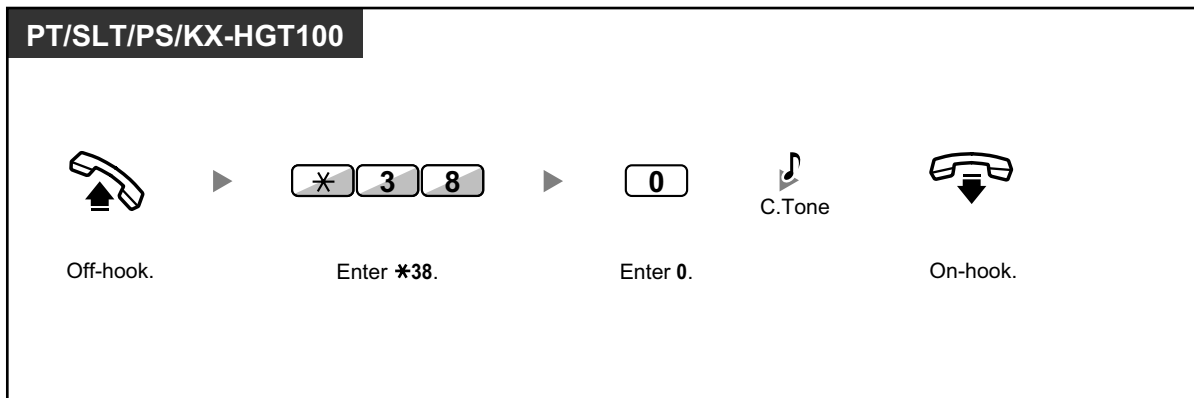 PT/SLT/PS/KX-HGT100
* 3 8 0
C.Tone
Off-hook. Enter *38. Enter 0. On-hook.